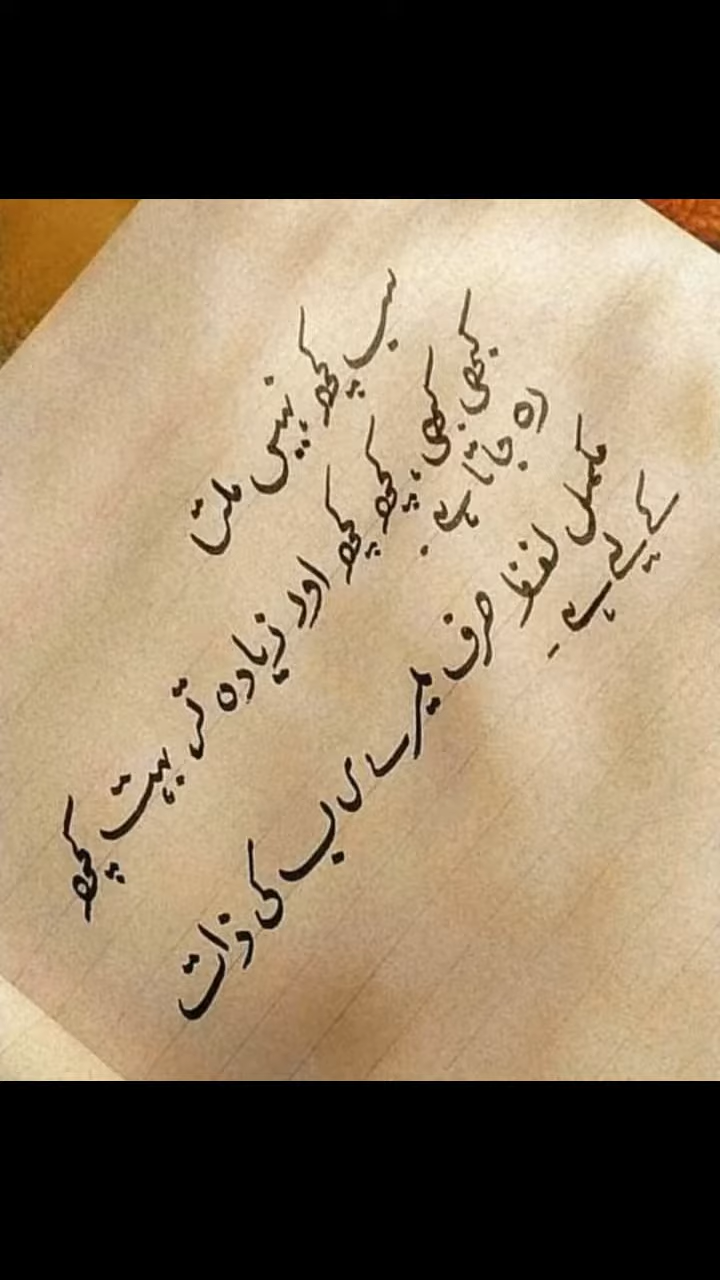 سب کچھ نہیں ملتا
کبھی کبھی، کچھ کچھ اور زیادہ تر بہت کچھ
رہ جاتا ہے.
مکمل لفظ صرف میرے رب کی ذات
کے لیے ہے۔